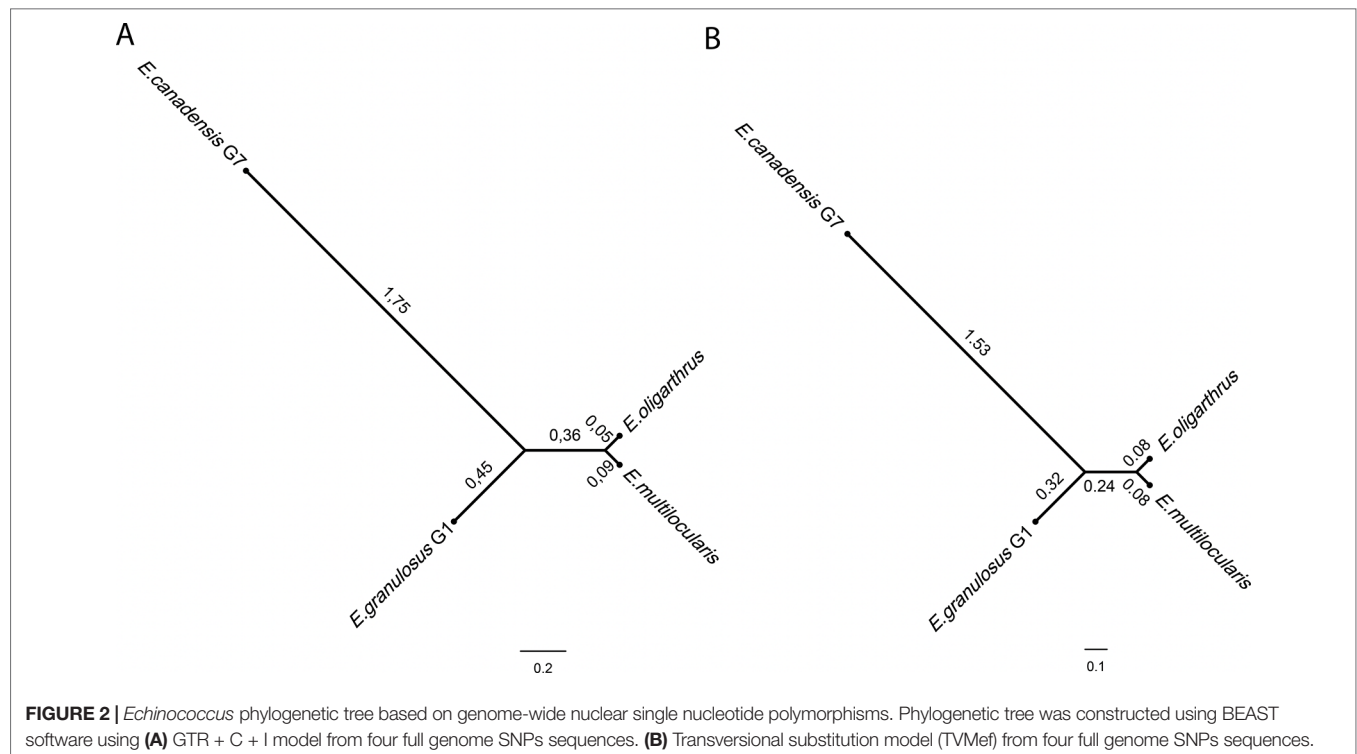 A
E.canadensis G7
1,75
0,36
0,05
E.oligarthrus
0,09
E.multilocularis
0,45
E.granulosus G1
0.2
B
E.canadensis G7
1.53
0.08
E.oligarthrus
0.24
0.08
E.multilocularis
0.32
E.granulosus G1
0.1
FIGURE 2 | Echinococcus phylogenetic tree based on genome-wide nuclear single nucleotide polymorphisms. Phylogenetic tree was constructed using BEAST
software using (A) GTR + C + I model from four full genome SNPs sequences. (B) Transversional substitution model (TVMef) from four full genome SNPs sequences.